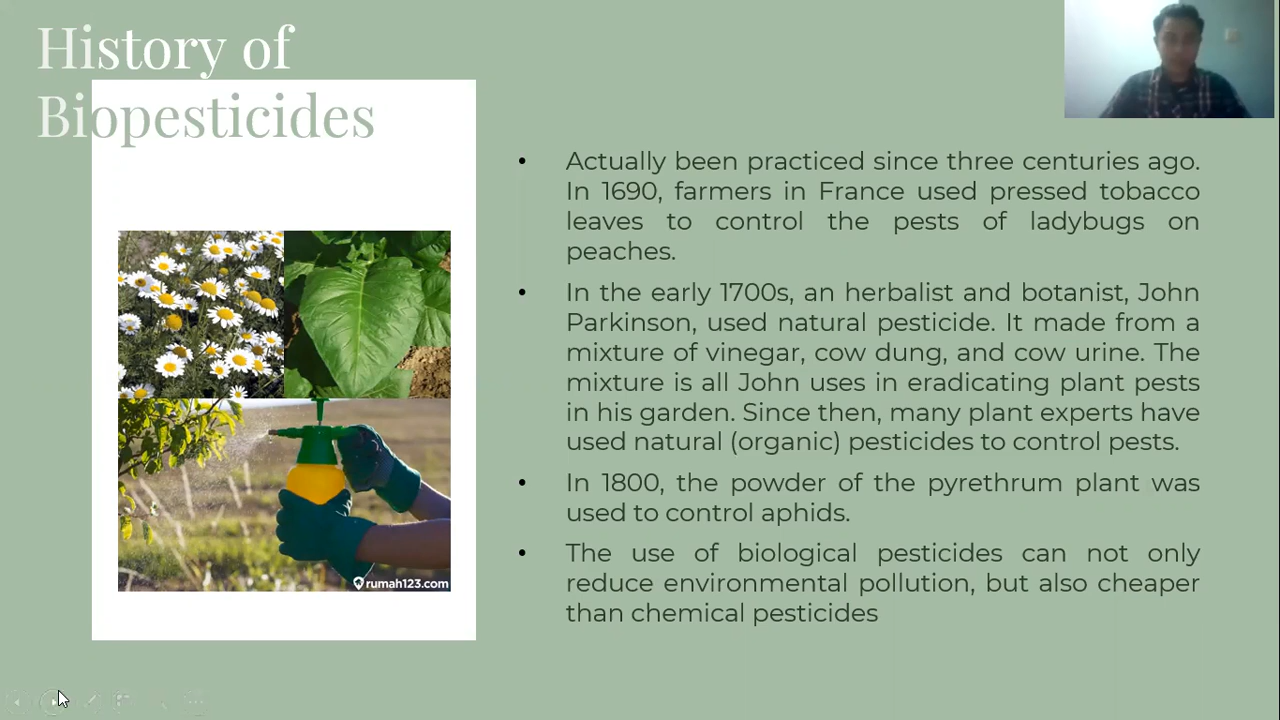 History of
Biopesticides
• Actually been practiced since three centuries ago.
In 1690, farmers in France used pressed tobacco
leaves to control the pests of ladybugs on
peaches.
• In the early 1700s, an herbalist and botanist, John
Parkinson, used natural pesticide. It made from a
mixture of vinegar, cow dung, and cow urine. The
mixture is all John uses in eradicating plant pests
in his garden. Since then, many plant experts have
used natural (organic) pesticides to control pests.
• In 1800, the powder of the pyrethrum plant was
used to control aphids.
• The use of biological pesticides can not only
reduce environmental pollution, but also cheaper
than chemical pesticides
rumah123.com